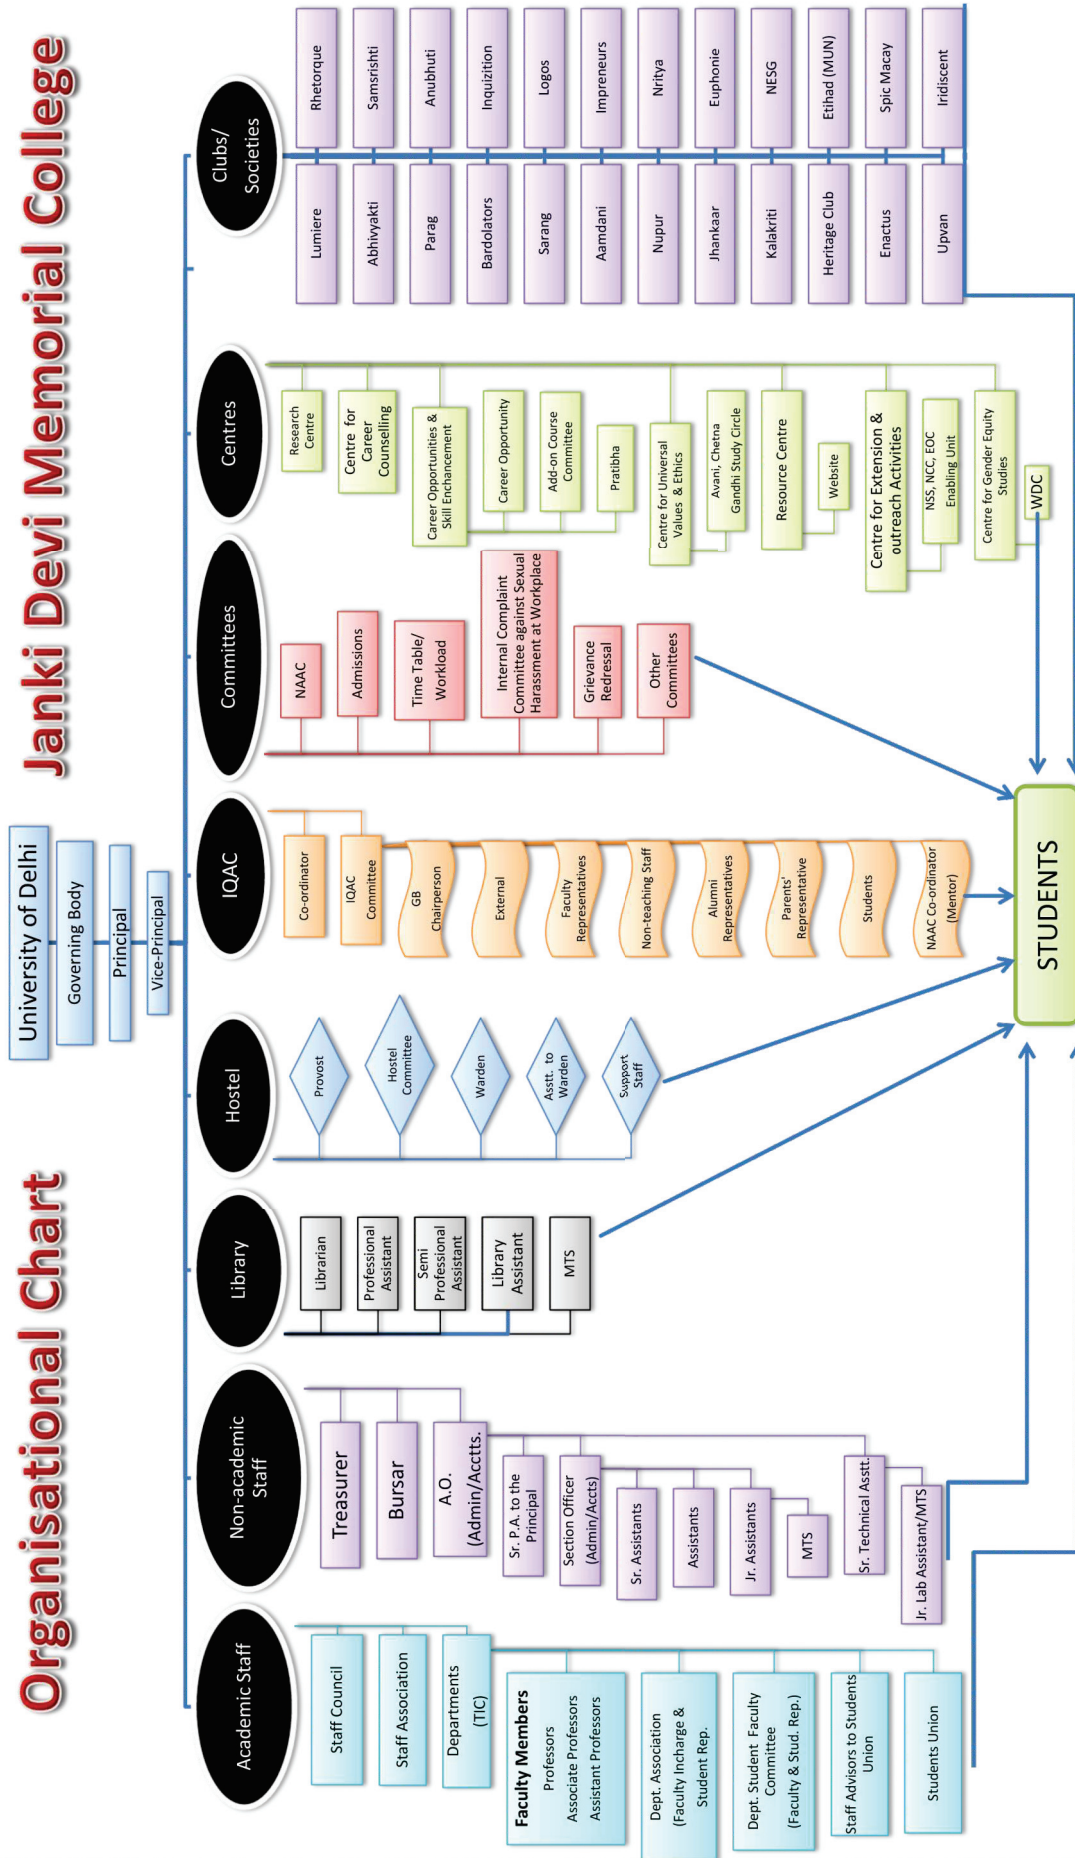 Organisational Chart
Janki Devi Memorial College
University of Delhi
Governing Body
Principal
Vice-Principal
Academic Staff
Staff Council
Staff Association
Departments
(TIC)
Faculty Members
Professors
Associate Professors
Assistant Professors
Dept. Association
(Faculty Incharge &
Student Rep.
Dept. Student Faculty
Committee
(Faculty & Stud. Rep.)
Staff Advisors to Students
Union
Students Union
Non-academic
Staff
Treasurer
Bursar
A.O.
(Admin/Acctts.
Sr. P.A. to the
Principal
Section Officer
(Admin/Accts)
Sr. Assistants
Assistants
Jr. Assistants
MTS
Sr. Technical Asstt.
Jr. Lab Assistant/MTS
Library
Librarian
Professional
Assistant
Semi
Professional
Assistant
Library
Assistant
MTS
Hostel
Provost
Hostel
Committee
Warden
Asstt. to
Warden
Support
Staff
IQAC
Co-ordinator
IQAC
Committee
GB
Chairperson
External
Faculty
Representatives
Non-teaching Staff
Alumni
Representatives
Parents'
Representative
Students
NAAC Co-ordinator
(Mentor)
Committees
NAAC
Admissions
Time Table/
Workload
Internal Complaint
Committee against Sexual
Harassment at Workplace
Grievance
Redressal
Other
Committees
Centres
Research
Centre
Centre for
Career
Counselling
Career Opportunities &
Skill Enchancement
Career Opportunity
Add-on Course
Committee
Pratibha
Centre for Universal
Values & Ethics
Avani, Chetna
Gandhi Study Circle
Resource Centre
Website
Centre for Extension &
outreach Activities
NSS, NCC, EOC
Enabling Unit
Centre for Gender Equity
Studies
WDC
Clubs/
Societies
Lumiere
Rhetorque
Abhivyakti
Samsrishti
Parag
Anubhuti
Bardolators
Inquizition
Sarang
Logos
Aamdani
Impreneurs
Nupur
Nritya
Jhankaar
Euphonie
Kalakriti
NESG
Heritage Club
Etihad (MUN)
Enactus
Spic Macay
Upvan
Iridiscent
STUDENTS